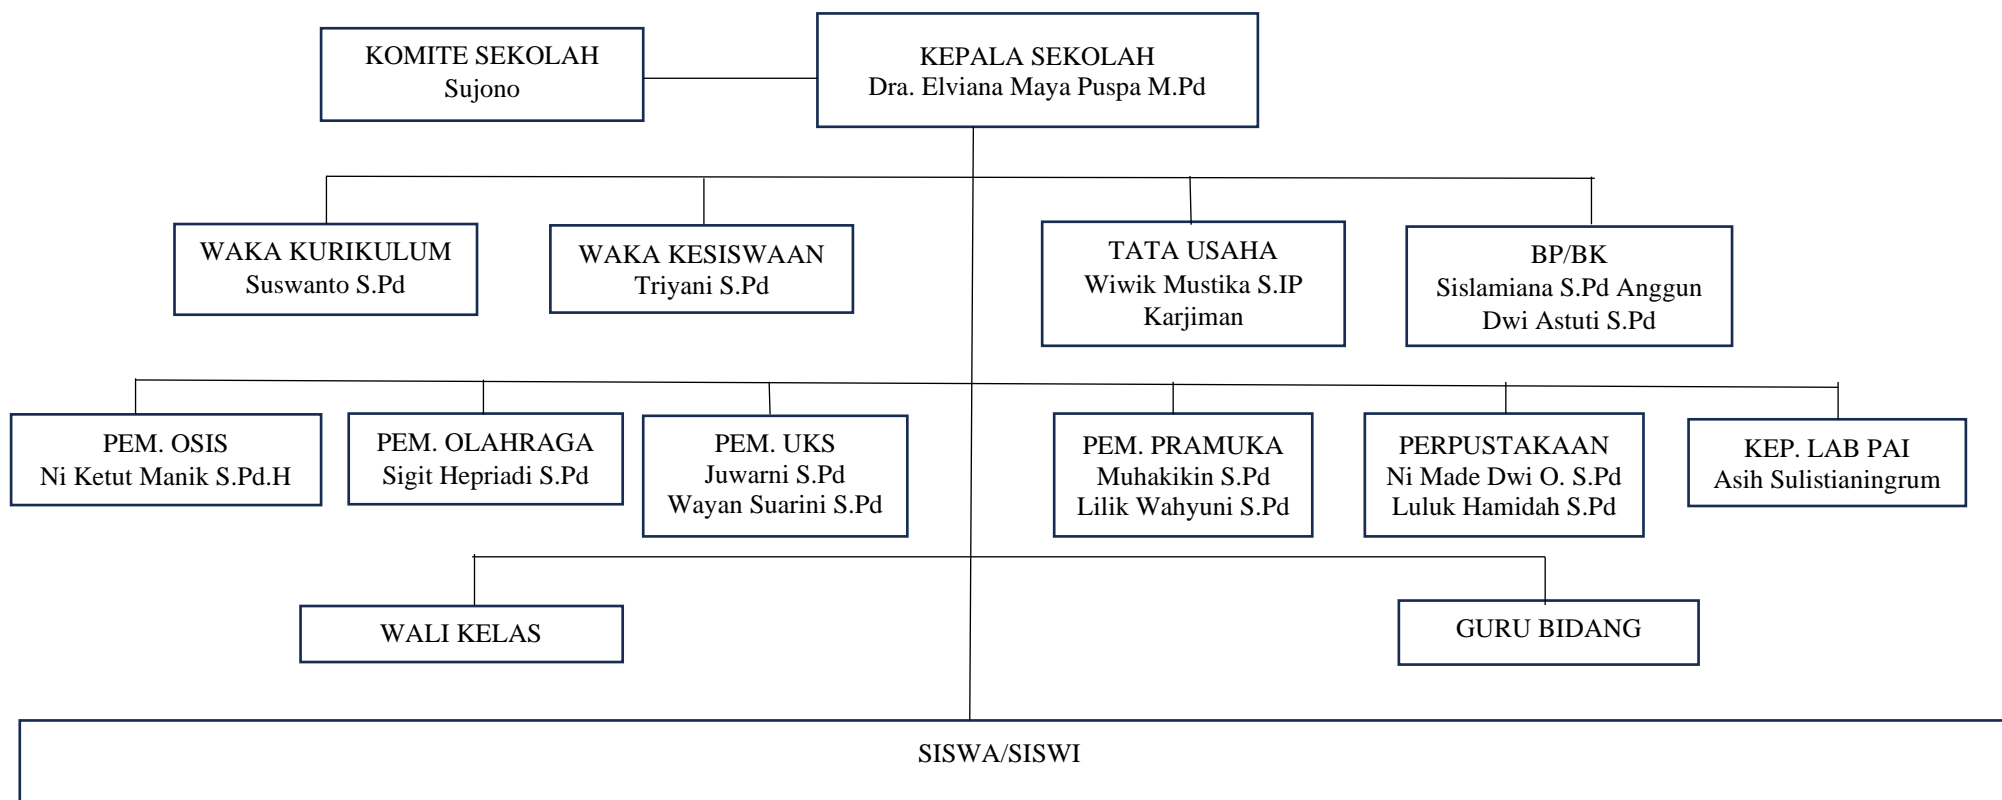 KOMITE SEKOLAH
Sujono
KEPALA SEKOLAH
Dra. Elviana Maya Puspa M.Pd
WAKA KURIKULUM
Suswanto S.Pd
WAKA KESISWAAN
Triyani S.Pd
TATA USAHA
Wiwik Mustika S.IP
Karjiman
BP/BK
Sislamiana S.Pd Anggun
Dwi Astuti S.Pd
PEM. OSIS
Ni Ketut Manik S.Pd.H
PEM. OLAHRAGA
Sigit Hepriadi S.Pd
PEM. UKS
Juwarni S.Pd
Wayan Suarini S.Pd
PEM. PRAMUKA
Muhakikin S.Pd
Lilik Wahyuni S.Pd
PERPUSTAKAAN
Ni Made Dwi O. S.Pd
Luluk Hamidah S.Pd
KEP. LAB PAI
Asih Sulistianingrum
WALI KELAS
GURU BIDANG
SISWA/SISWI